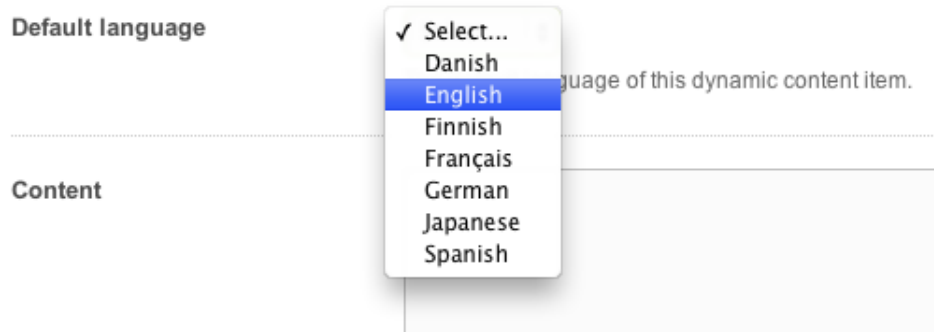 Default language
✓ Select...
Danish
guage of this dynamic content item.
English
Finnish
Français
Content
German
Japanese
Spanish